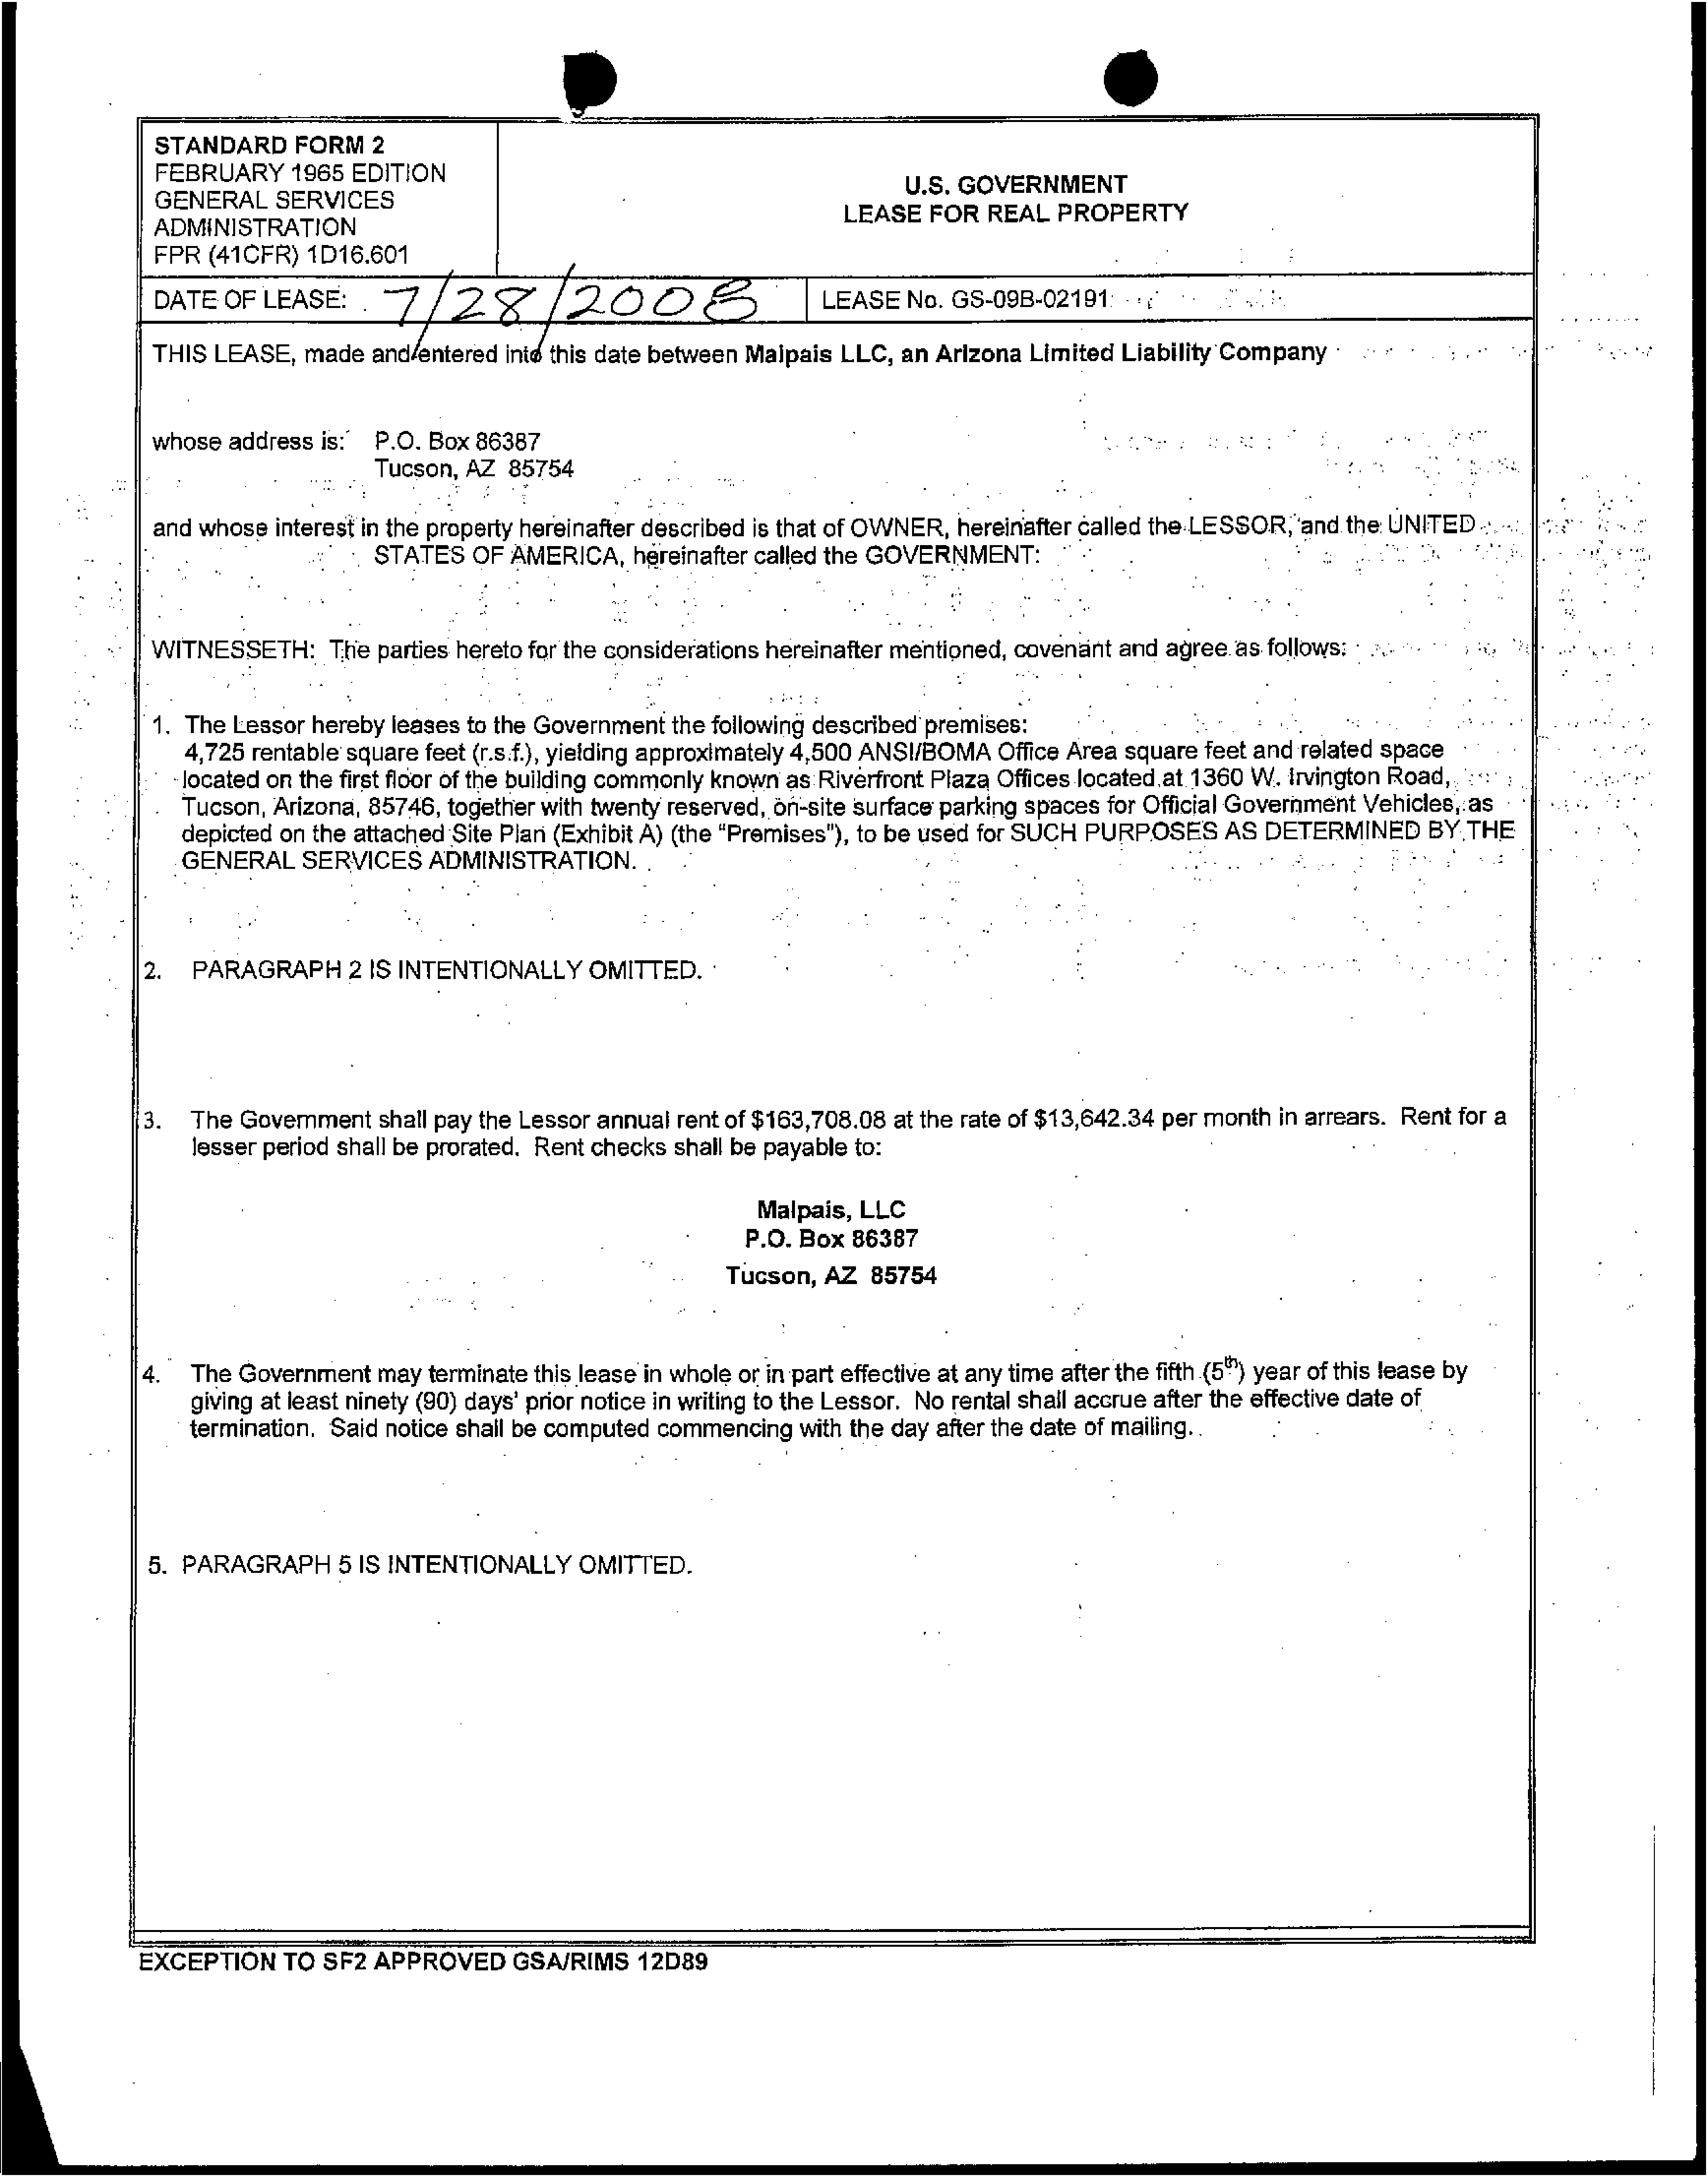 STANDARD FORM 2
FEBRUARY 1965 EDITION
GENERAL SERVICES
ADMINISTRATION
FPR (41CFR) 1D16.601
U.S. GOVERNMENT
LEASE FOR REAL PROPERTY
DATE OF LEASE: 7/28/2008
LEASE No. GS-09B-02191
THIS LEASE, made and entered into this date between Malpais LLC, an Arizona Limited Liability Company
whose address is: P.O. Box 86387
Tucson, AZ 85754
and whose interest in the property hereinafter described is that of OWNER, hereinafter called the LESSOR, and the UNITED
STATES OF AMERICA, hereinafter called the GOVERNMENT:
WITNESSETH: The parties hereto for the considerations hereinafter mentioned, covenant and agree as follows:
1. The Lessor hereby leases to the Government the following described premises:
4,725 rentable square feet (r.s.f.), yielding approximately 4,500 ANSI/BOMA Office Area square feet and related space
located on the first floor of the building commonly known as Riverfront Plaza Offices located at 1360 W. Irvington Road,
Tucson, Arizona, 85746, together with twenty reserved, on-site surface parking spaces for Official Government Vehicles, as
depicted on the attached Site Plan (Exhibit A) (the "Premises"), to be used for SUCH PURPOSES AS DETERMINED BY THE
GENERAL SERVICES ADMINISTRATION.
2. PARAGRAPH 2 IS INTENTIONALLY OMITTED.
3. The Government shall pay the Lessor annual rent of $163,708.08 at the rate of $13,642.34 per month in arrears. Rent for a
lesser period shall be prorated. Rent checks shall be payable to:
Malpais, LLC
P.O. Box 86387
Tucson, AZ 85754
4. The Government may terminate this lease in whole or in part effective at any time after the fifth (5th) year of this lease by
giving at least ninety (90) days' prior notice in writing to the Lessor. No rental shall accrue after the effective date of
termination. Said notice shall be computed commencing with the day after the date of mailing.
5. PARAGRAPH 5 IS INTENTIONALLY OMITTED.
EXCEPTION TO SF2 APPROVED GSA/RIMS 12D89